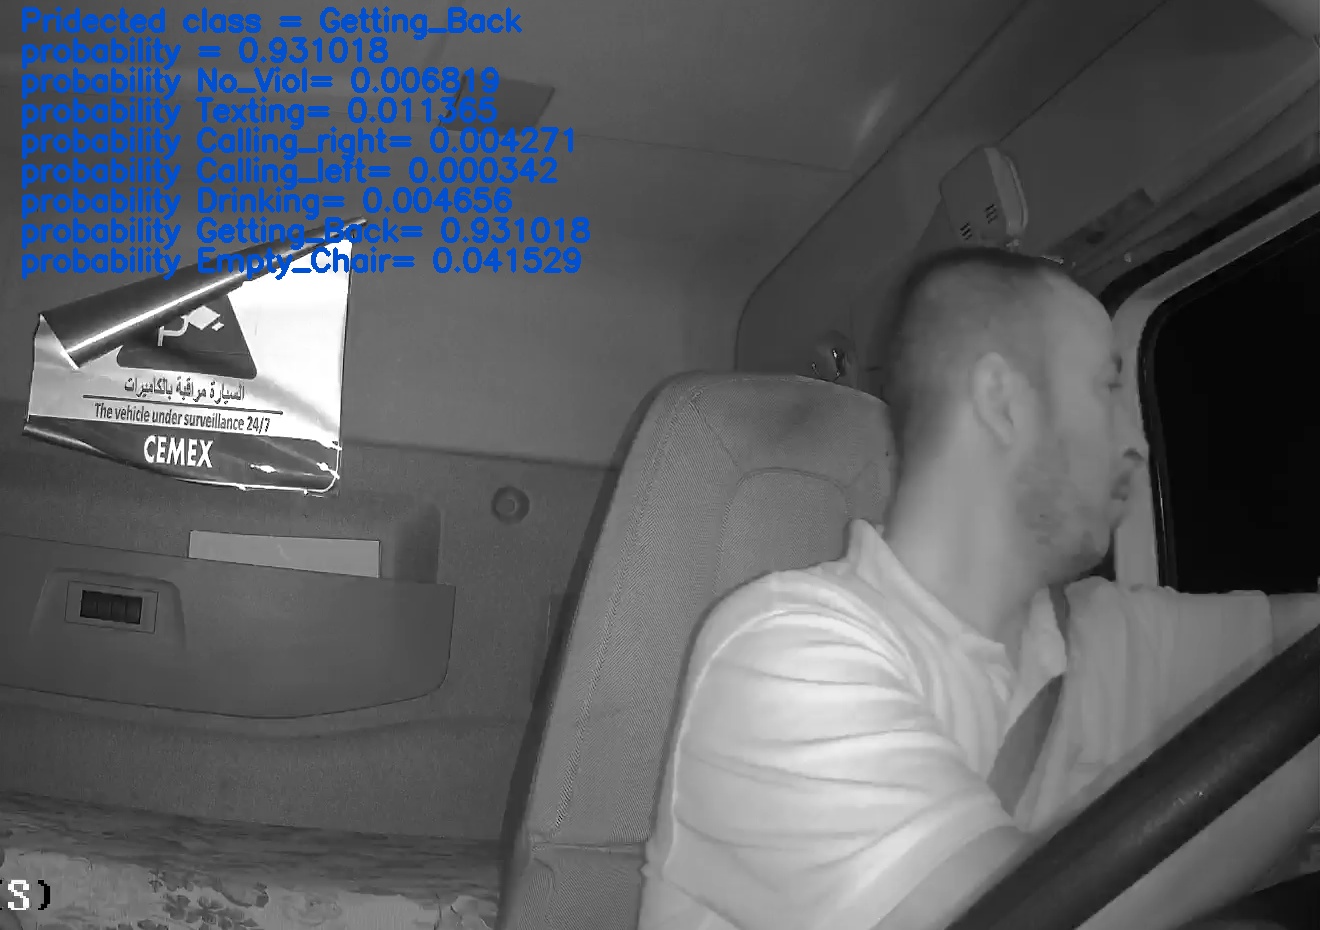 Pridected class = Getting_Back
probability = 0.931018
probability No_Viol= 0.006819
probability Texting= 0.011365
probability Calling_right= 0.004271
probability Calling_left= 0.000342
probability Drinking= 0.004656
probability Getting_Back= 0.931018
probability Empty_Chair= 0.041529
السيارة مراقبة بالكاميرات
The vehicle under surveillance 24/7
CEMEX
S)